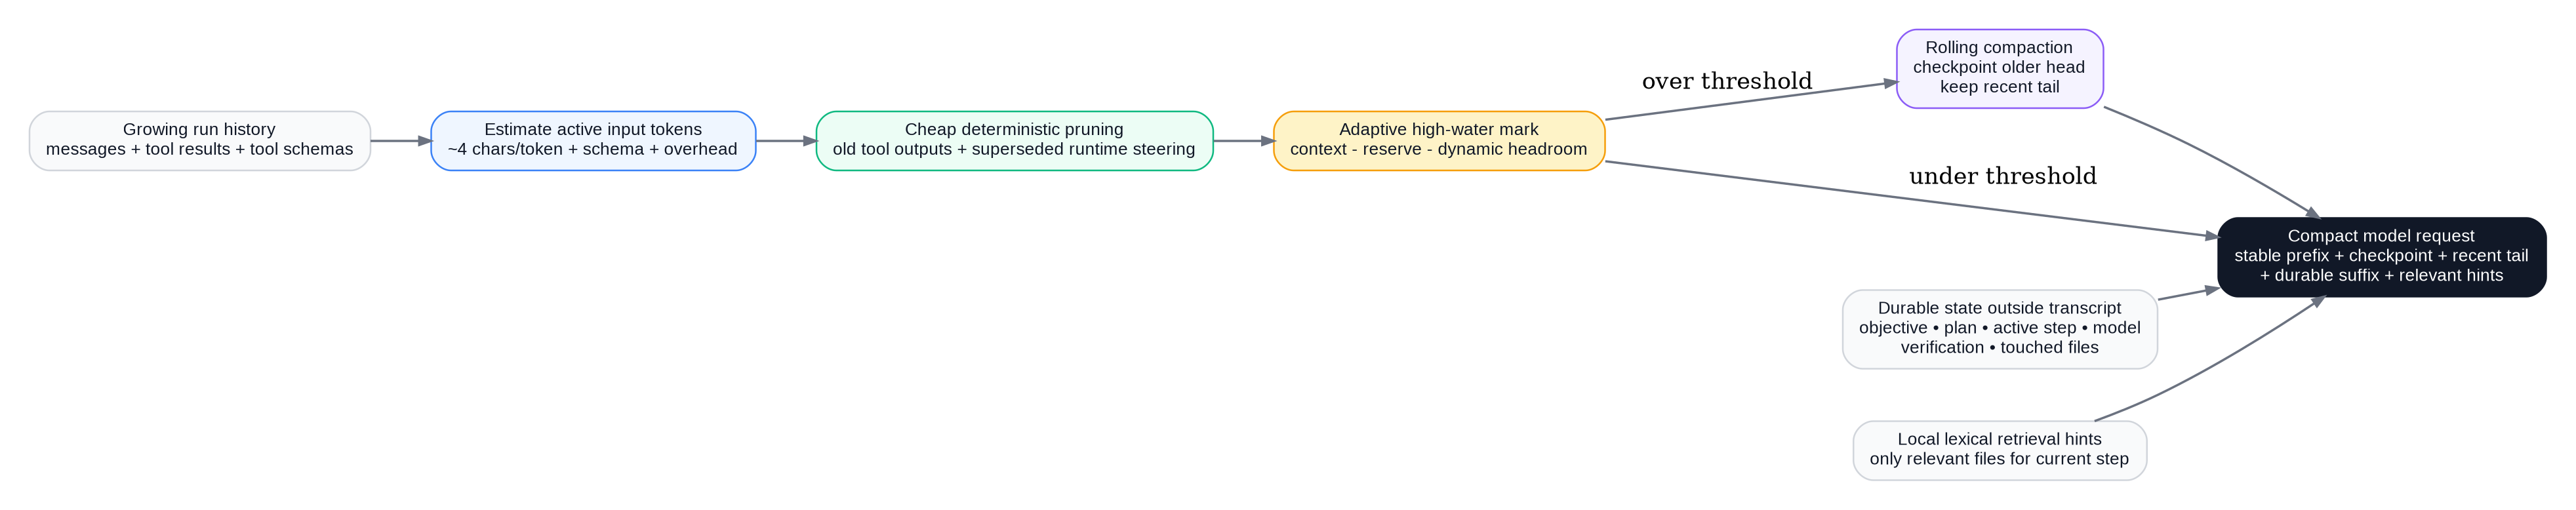 Growing run history
messages + tool results + tool schemas
Estimate active input tokens
~4 chars/token + schema + overhead
Cheap deterministic pruning
old tool outputs + superseded runtime steering
Adaptive high-water mark
context - reserve - dynamic headroom
over threshold
under threshold
Rolling compaction
checkpoint older head
keep recent tail
Compact model request
stable prefix + checkpoint + recent tail
+ durable suffix + relevant hints
Durable state outside transcript
objective • plan • active step • model
verification • touched files
Local lexical retrieval hints
only relevant files for current step